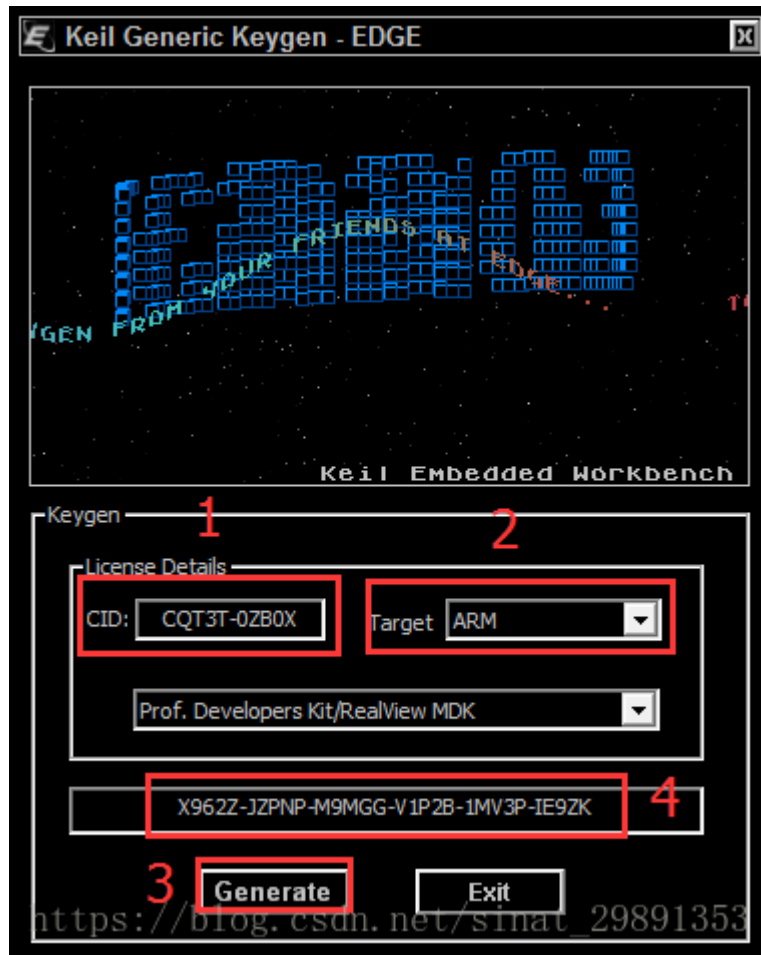 Keil Generic Keygen - EDGE
YGEN FROM YOUR FRIENDS AT EDGE....
Keil Embedded Workbench
Keygen
1
2
License Details
CID:
CQT3T-0ZB0X
Target
ARM
Prof. Developers Kit/RealView MDK
X962Z-JZPNP-M9MGG-V1P2B-1MV3P-IE9ZK
4
3
Generate
Exit
https://blog.csdn.net/sinat_29891353